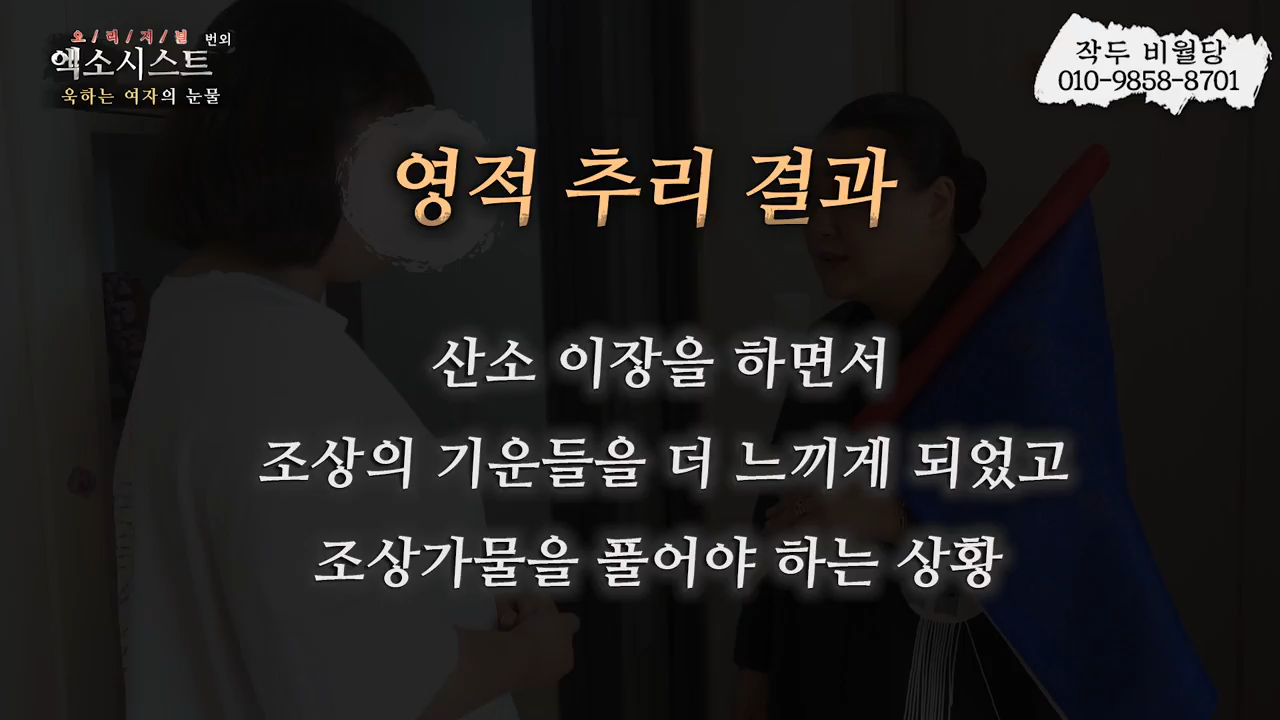 오/리/지/널 번외
엑소시스트
욱하는 여자의 눈물
작두 비월당
010-9858-8701
영적 추리 결과
산소 이장을 하면서
조상의 기운들을 더 느끼게 되었고
조상가물을 풀어야 하는 상황